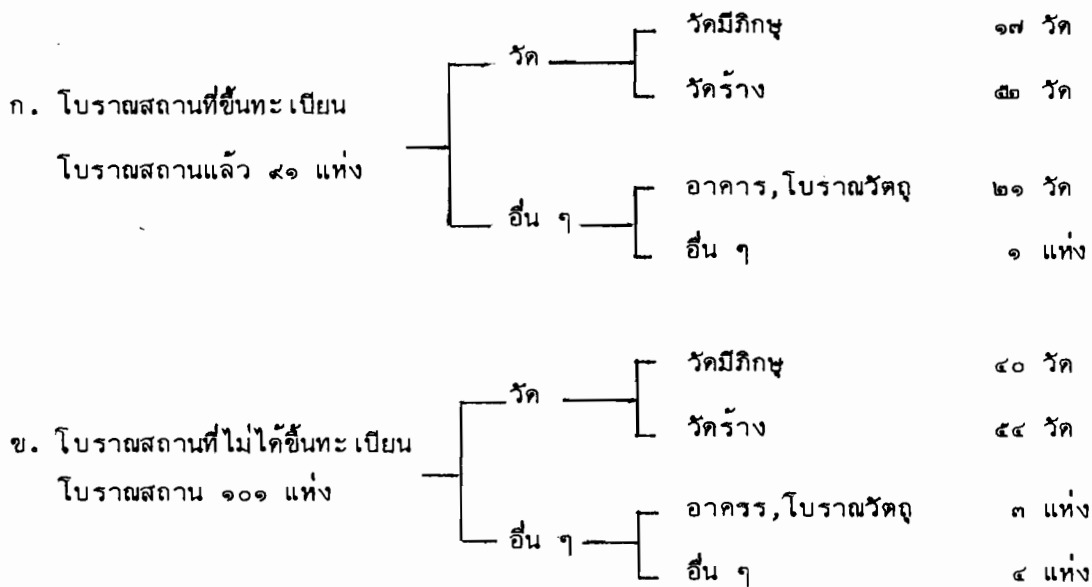 วัดมีภิกษุ ๑๗ วัด
วัด
วัดร้าง ๕๒ วัด
ก. โบราณสถานที่ขึ้นทะเบียน
โบราณสถานแล้ว ๙๑ แห่ง
อาคาร,โบราณวัตถุ ๒๑ วัด
อื่น ๆ
อื่น ๆ ๑ แห่ง
วัดมีภิกษุ ๔๐ วัด
วัด
วัดร้าง ๕๔ วัด
ข. โบราณสถานที่ไม่ได้ขึ้นทะเบียน
โบราณสถาน ๑๐๑ แห่ง
อาครร,โบราณวัตถุ ๓ แห่ง
อื่น ๆ
อื่น ๆ ๔ แห่ง